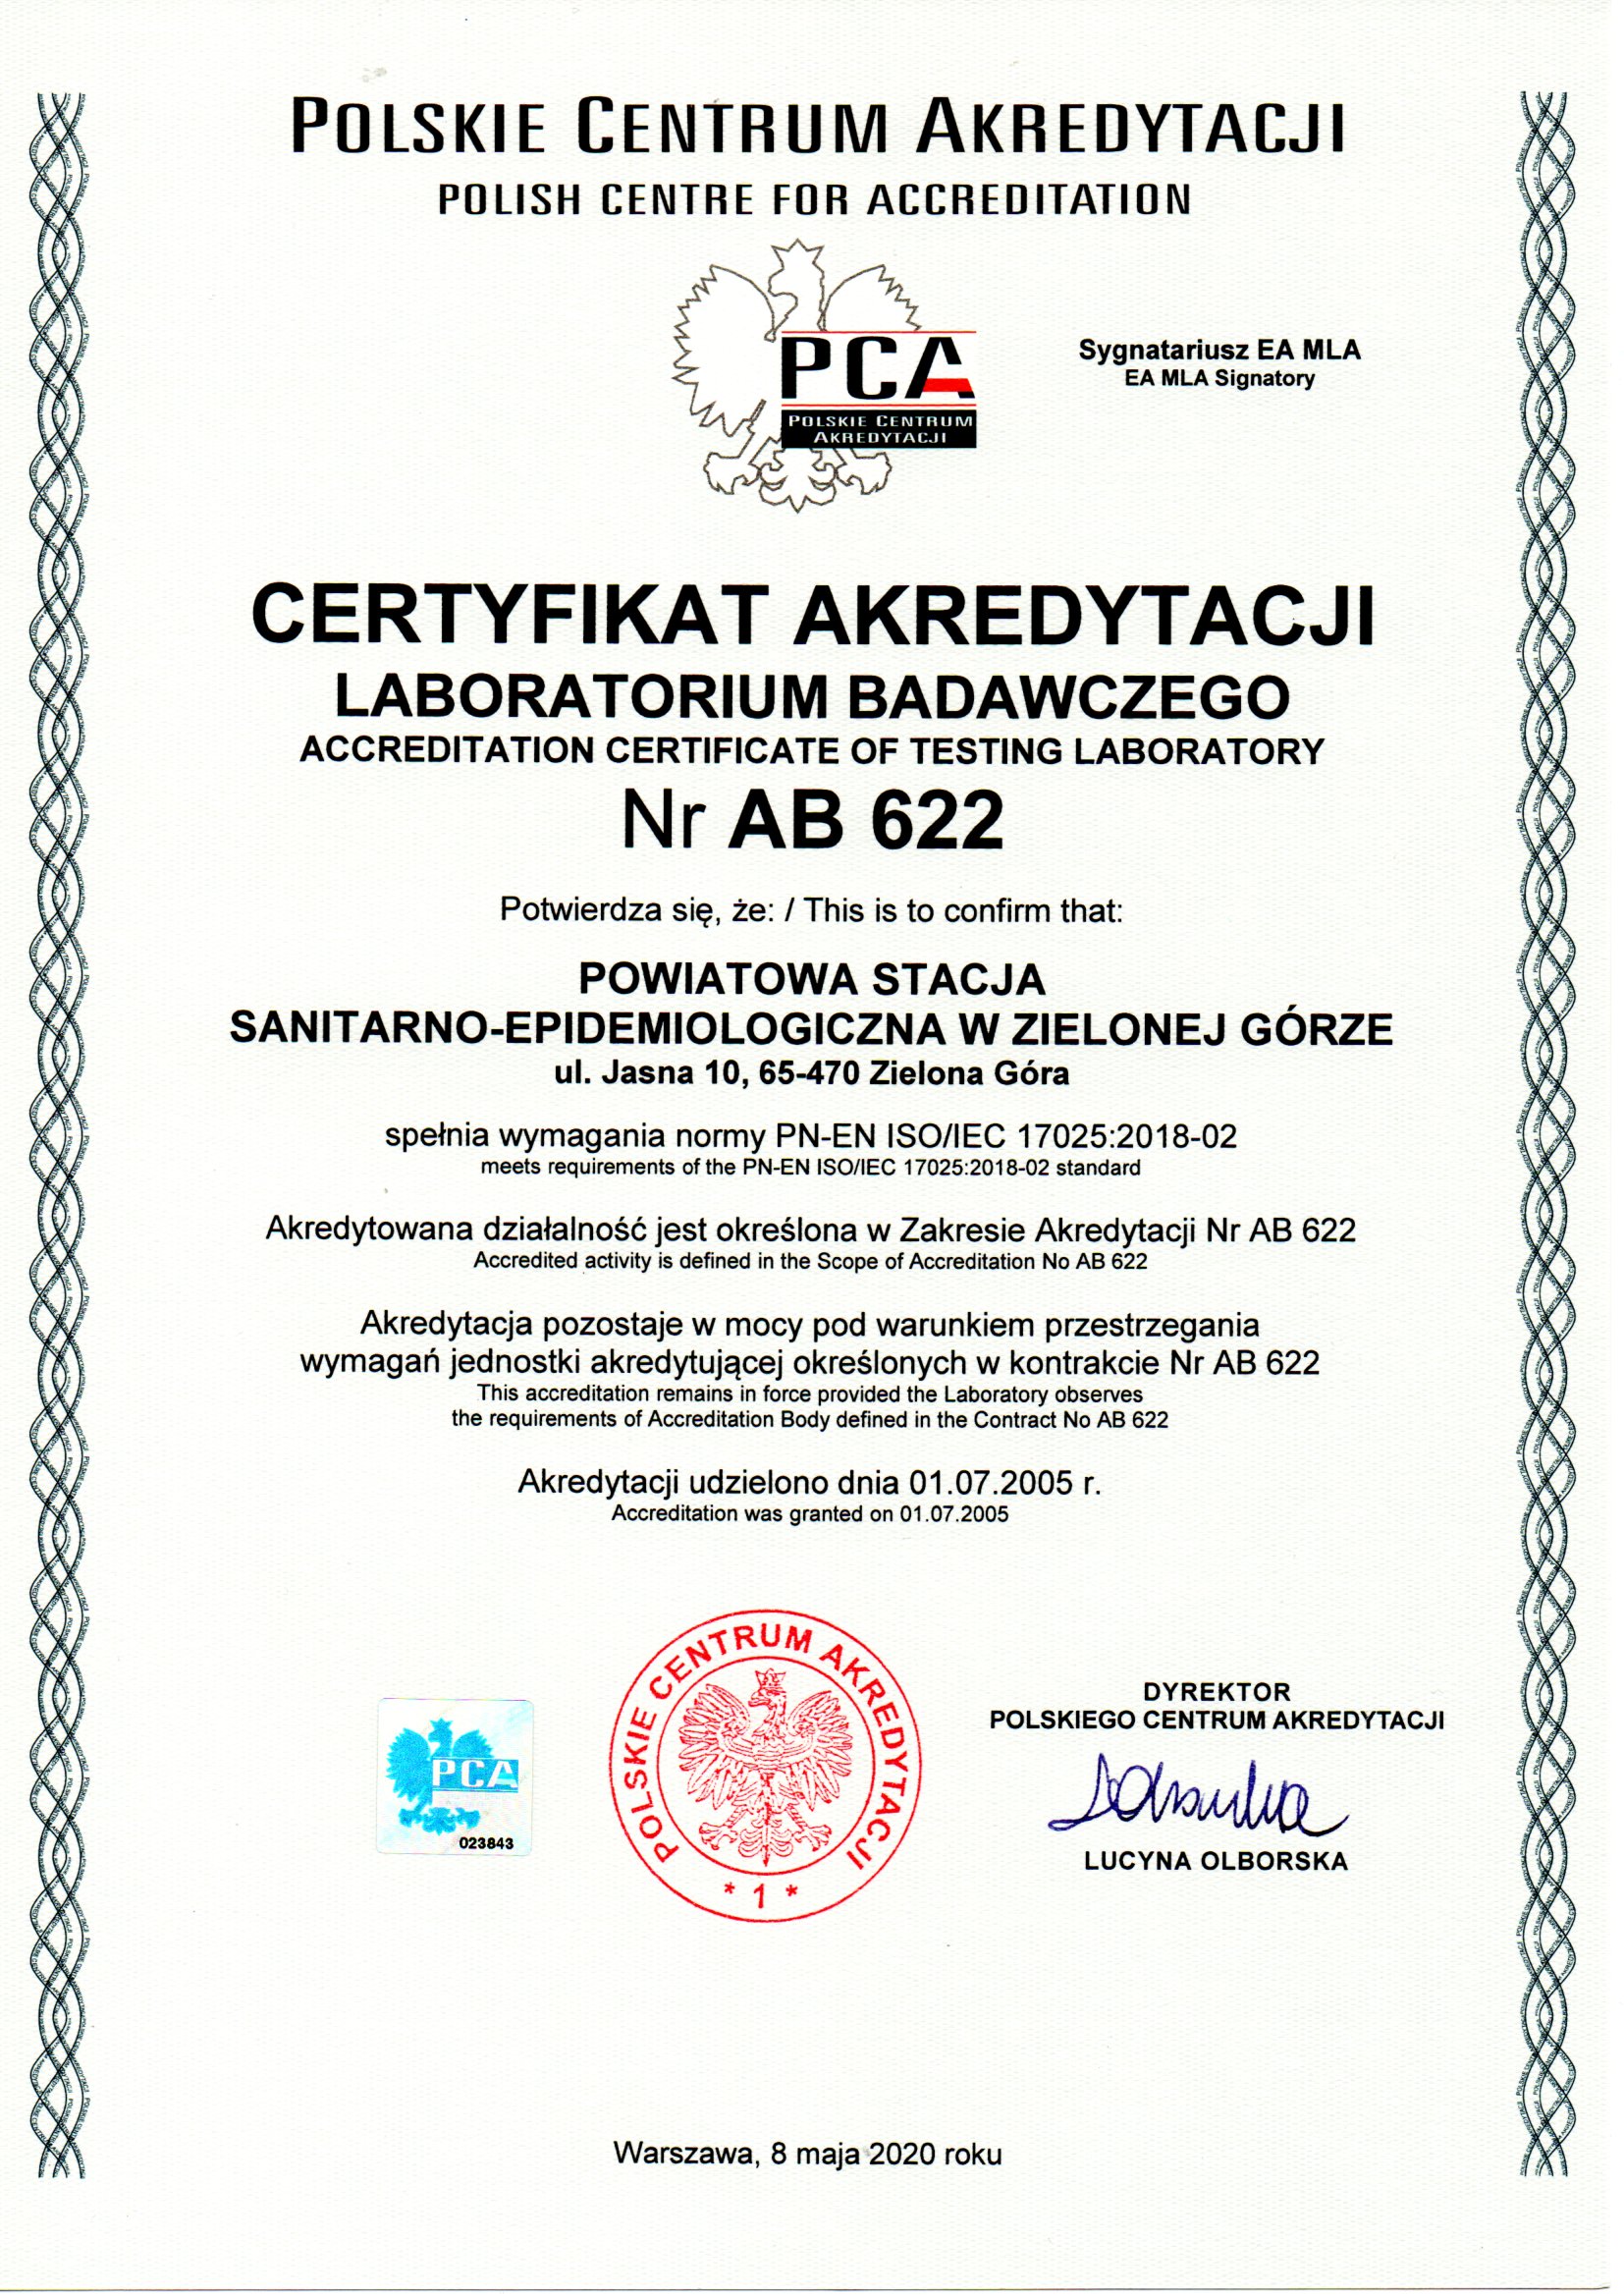 POLSKIE CENTRUM AKREDYTACJI
POLISH CENTRE FOR ACCREDITATION
PCA
POLSKIE CENTRUM
AKREDYTACJI
Sygnatariusz EA MLA
EA MLA Signatory
CERTYFIKAT AKREDYTACJI
LABORATORIUM BADAWCZEGO
ACCREDITATION CERTIFICATE OF TESTING LABORATORY
Nr AB 622
Potwierdza się, że: / This is to confirm that:
POWIATOWA STACJA
SANITARNO-EPIDEMIOLOGICZNA W ZIELONEJ GÓRZE
ul. Jasna 10, 65-470 Zielona Góra
spełnia wymagania normy PN-EN ISO/IEC 17025:2018-02
meets requirements of the PN-EN ISO/IEC 17025:2018-02 standard
Akredytowana działalność jest określona w Zakresie Akredytacji Nr AB 622
Accredited activity is defined in the Scope of Accreditation No AB 622
Akredytacja pozostaje w mocy pod warunkiem przestrzegania
wymagań jednostki akredytującej określonych w kontrakcie Nr AB 622
This accreditation remains in force provided the Laboratory observes
the requirements of Accreditation Body defined in the Contract No AB 622
Akredytacji udzielono dnia 01.07.2005 r.
Accreditation was granted on 01.07.2005
PCA
023843
POLSKIE CENTRUM AKREDYTACJI
* 1 *
DYREKTOR
POLSKIEGO CENTRUM AKREDYTACJI
LUCYNA OLBORSKA
Warszawa, 8 maja 2020 roku